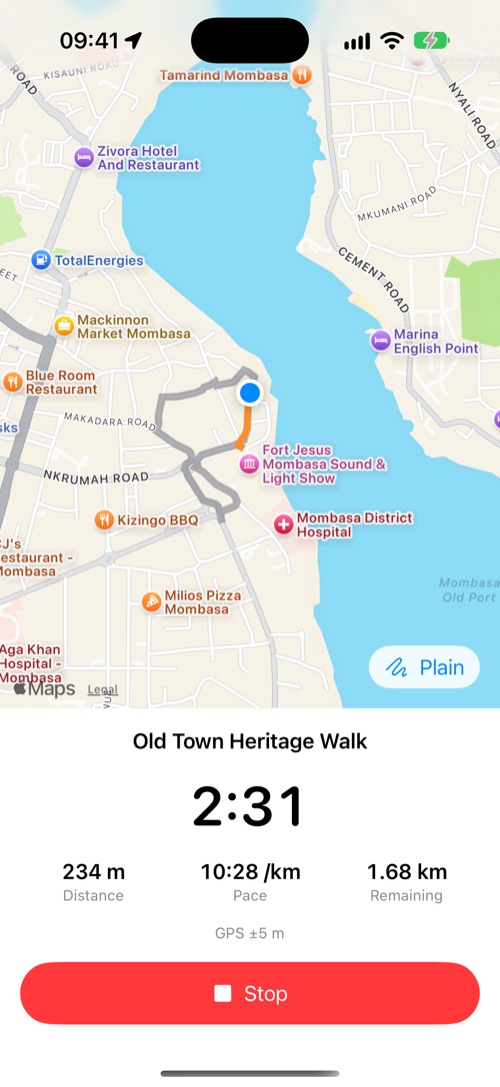 09:41
ROAD
KISAUNI ROAD
Tamarind Mombasa
NYALI ROAD
Zivora Hotel
And Restaurant
MKUMANI ROAD
TotalEnergies
CEMENT ROAD
Mackinnon
Market Mombasa
Marina
English Point
Blue Room
Restaurant
MAKADARA ROAD
Fort Jesus
Mombasa Sound &
Light Show
NKRUMAH ROAD
Kizingo BBQ
Mombasa District
Hospital
Mombasa
Old Port
Milios Pizza
Mombasa
Aga Khan
Hospital -
Mombasa
Plain
Maps
Legal
Old Town Heritage Walk
2:31
234 m
10:28 /km
1.68 km
Distance
Pace
Remaining
GPS ±5 m
Stop